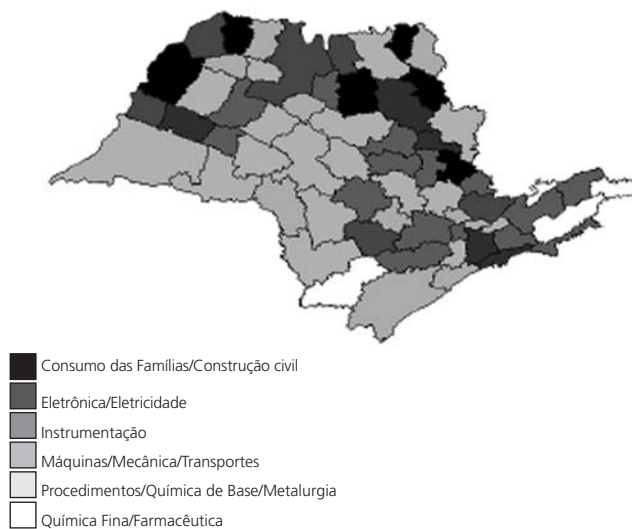 Consumo das Famílias/Construção civil
Eletrônica/Eletricidade
Instrumentação
Máquinas/Mecânica/Transportes
Procedimentos/Química de Base/Metalurgia
Química Fina/Farmacêutica